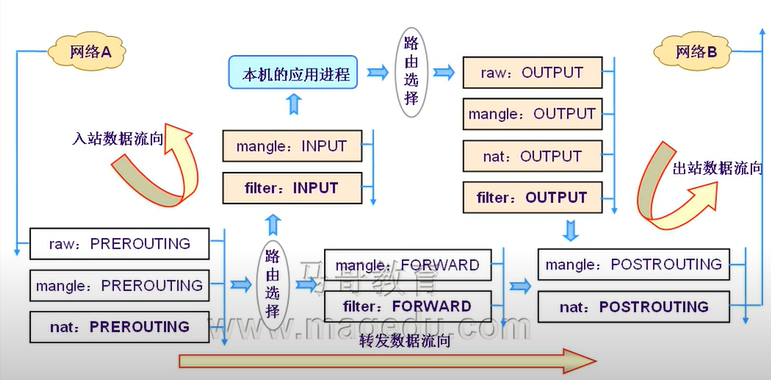 网络A
本机的应用进程
路由选择
网络B
raw：OUTPUT
mangle：OUTPUT
nat：OUTPUT
filter：OUTPUT
入站数据流向
mangle：INPUT
filter：INPUT
出站数据流向
raw：PREROUTING
mangle：PREROUTING
nat：PREROUTING
路由选择
mangle：FORWARD
filter：FORWARD
mangle：POSTROUTING
nat：POSTROUTING
马哥教育
www.magedu.com
转发数据流向